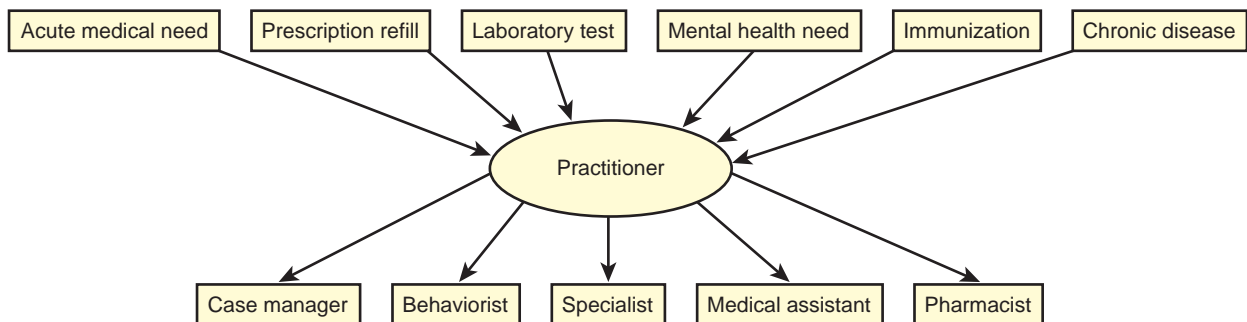 Acute medical need
Prescription refill
Laboratory test
Mental health need
Immunization
Chronic disease
Practitioner
Case manager
Behaviorist
Specialist
Medical assistant
Pharmacist